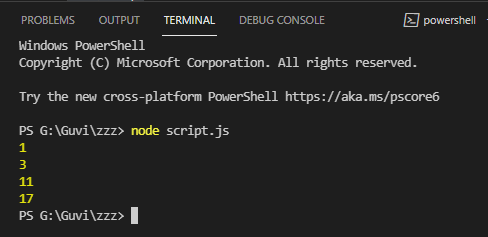 PROBLEMS OUTPUT TERMINAL DEBUG CONSOLE powershell
Windows PowerShell
Copyright (C) Microsoft Corporation. All rights reserved.
Try the new cross-platform PowerShell https://aka.ms/pscore6
PS G:\Guvi\zzz> node script.js
1
3
11
17
PS G:\Guvi\zzz>